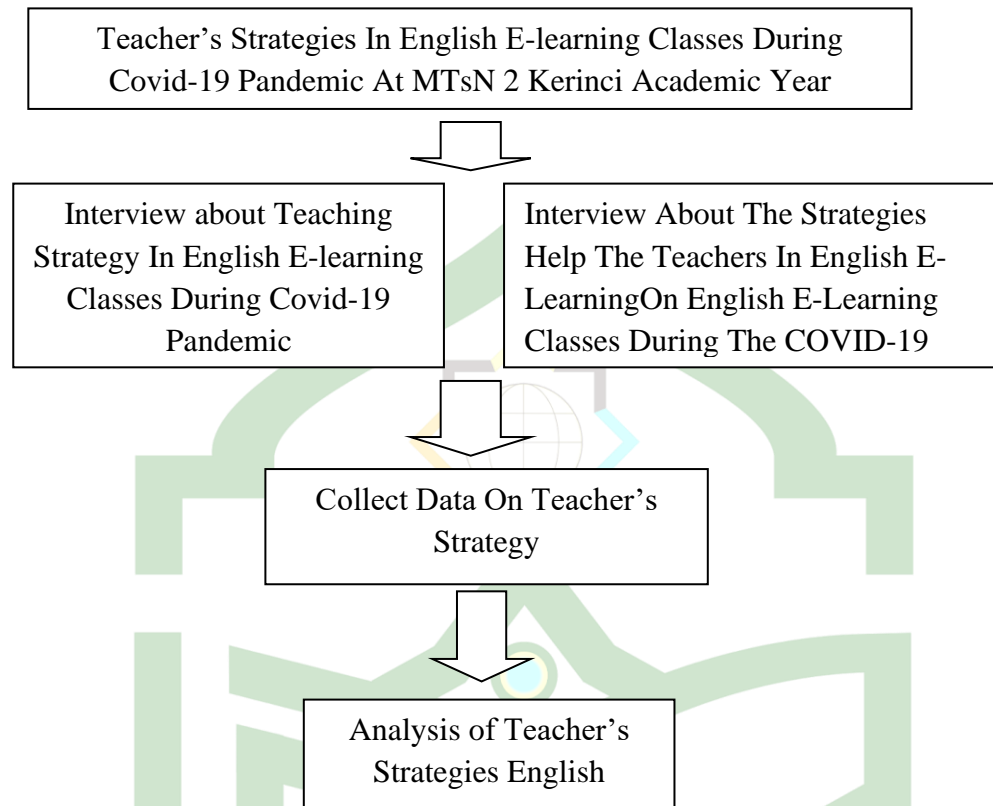 Teacher’s Strategies In English E-learning Classes During
Covid-19 Pandemic At MTsN 2 Kerinci Academic Year
Interview about Teaching
Strategy In English E-learning
Classes During Covid-19
Pandemic
Interview About The Strategies
Help The Teachers In English E-
LearningOn English E-Learning
Classes During The COVID-19
Collect Data On Teacher’s
Strategy
Analysis of Teacher’s
Strategies English